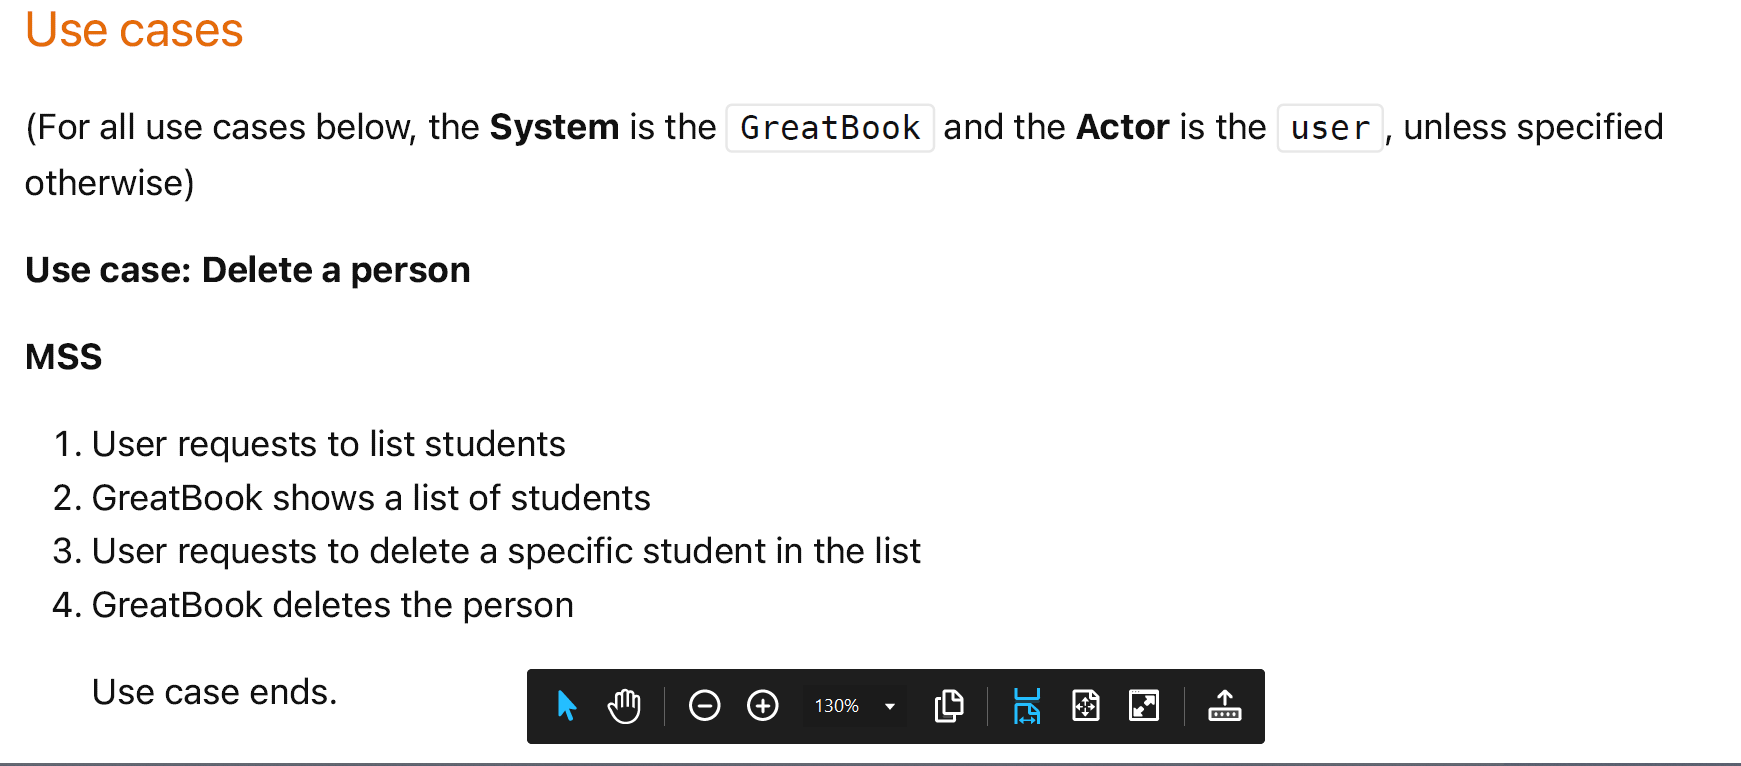 Use cases
(For all use cases below, the System is the GreatBook and the Actor is the user, unless specified
otherwise)
Use case: Delete a person
MSS
1. User requests to list students
2. GreatBook shows a list of students
3. User requests to delete a specific student in the list
4. GreatBook deletes the person
Use case ends.
130%